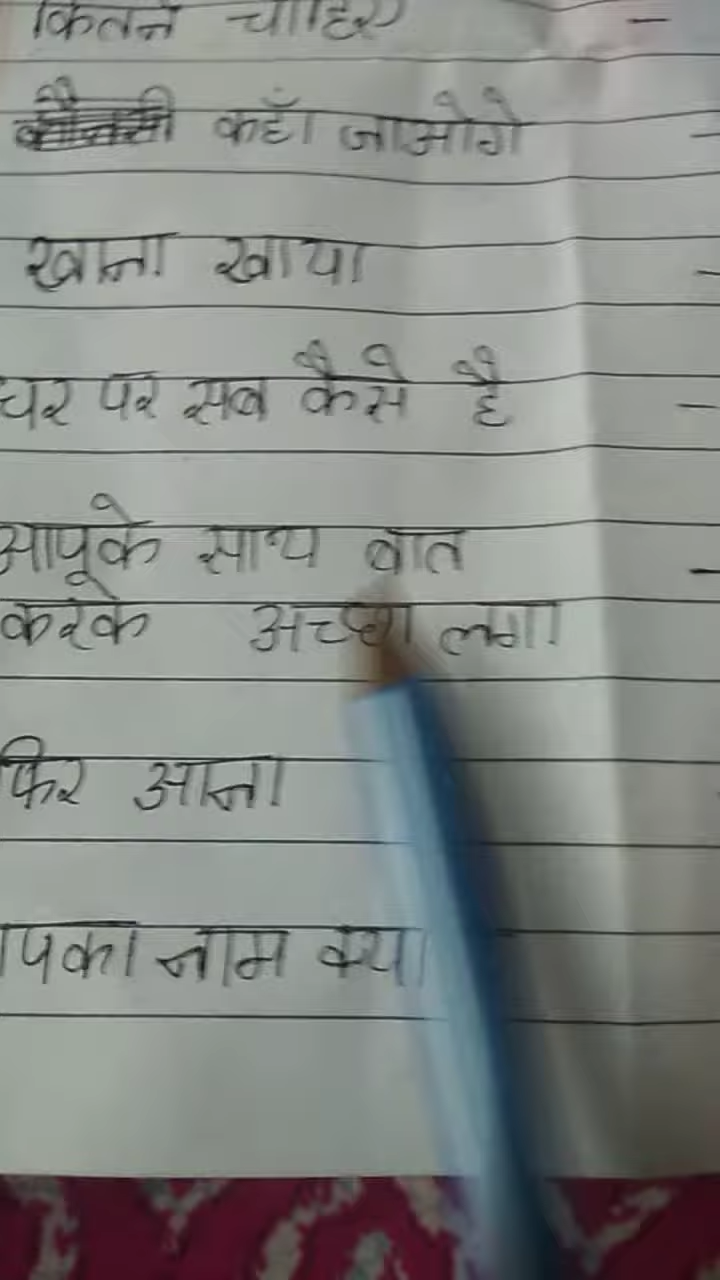 कितने चाहिए -
कहाँ जाओगे -
खाना खाया -
घर पर सब कैसे है -
आपके साथ बात -
करके अच्छा लगा
फिर आना
पका नाम क्या